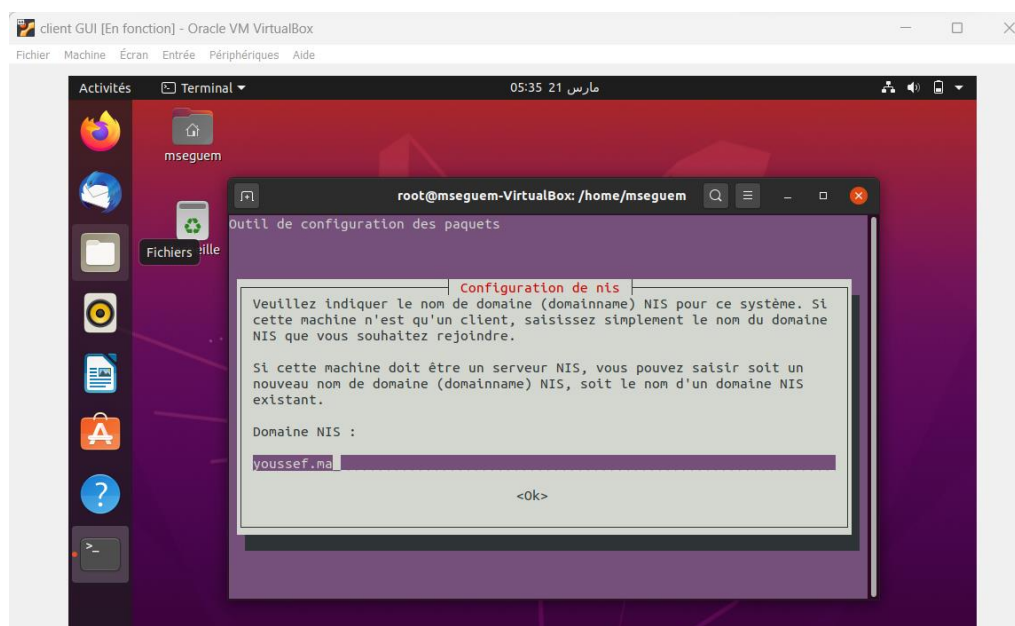 client GUI [En fonction] - Oracle VM VirtualBox
Fichier Machine Écran Entrée Périphériques Aide
Activités Terminal 05:35 21 مارس
mseguem
root@mseguem-VirtualBox: /home/mseguem
Outil de configuration des paquets
Fichiers eille
Configuration de nis
Veuillez indiquer le nom de domaine (domainname) NIS pour ce système. Si
cette machine n'est qu'un client, saisissez simplement le nom du domaine
NIS que vous souhaitez rejoindre.
Si cette machine doit être un serveur NIS, vous pouvez saisir soit un
nouveau nom de domaine (domainname) NIS, soit le nom d'un domaine NIS
existant.
Domaine NIS :
youssef.ma
<Ok>